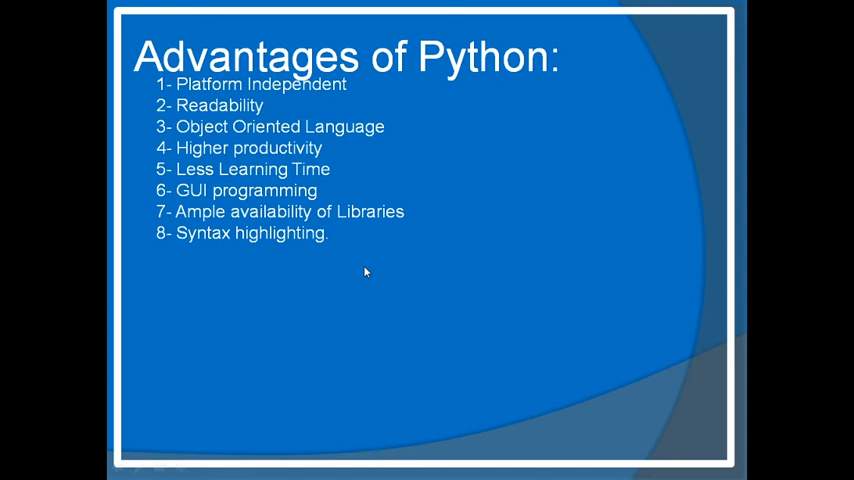 Advantages of Python:
1- Platform Independent
2- Readability
3- Object Oriented Language
4- Higher productivity
5- Less Learning Time
6- GUI programming
7- Ample availability of Libraries
8- Syntax highlighting.